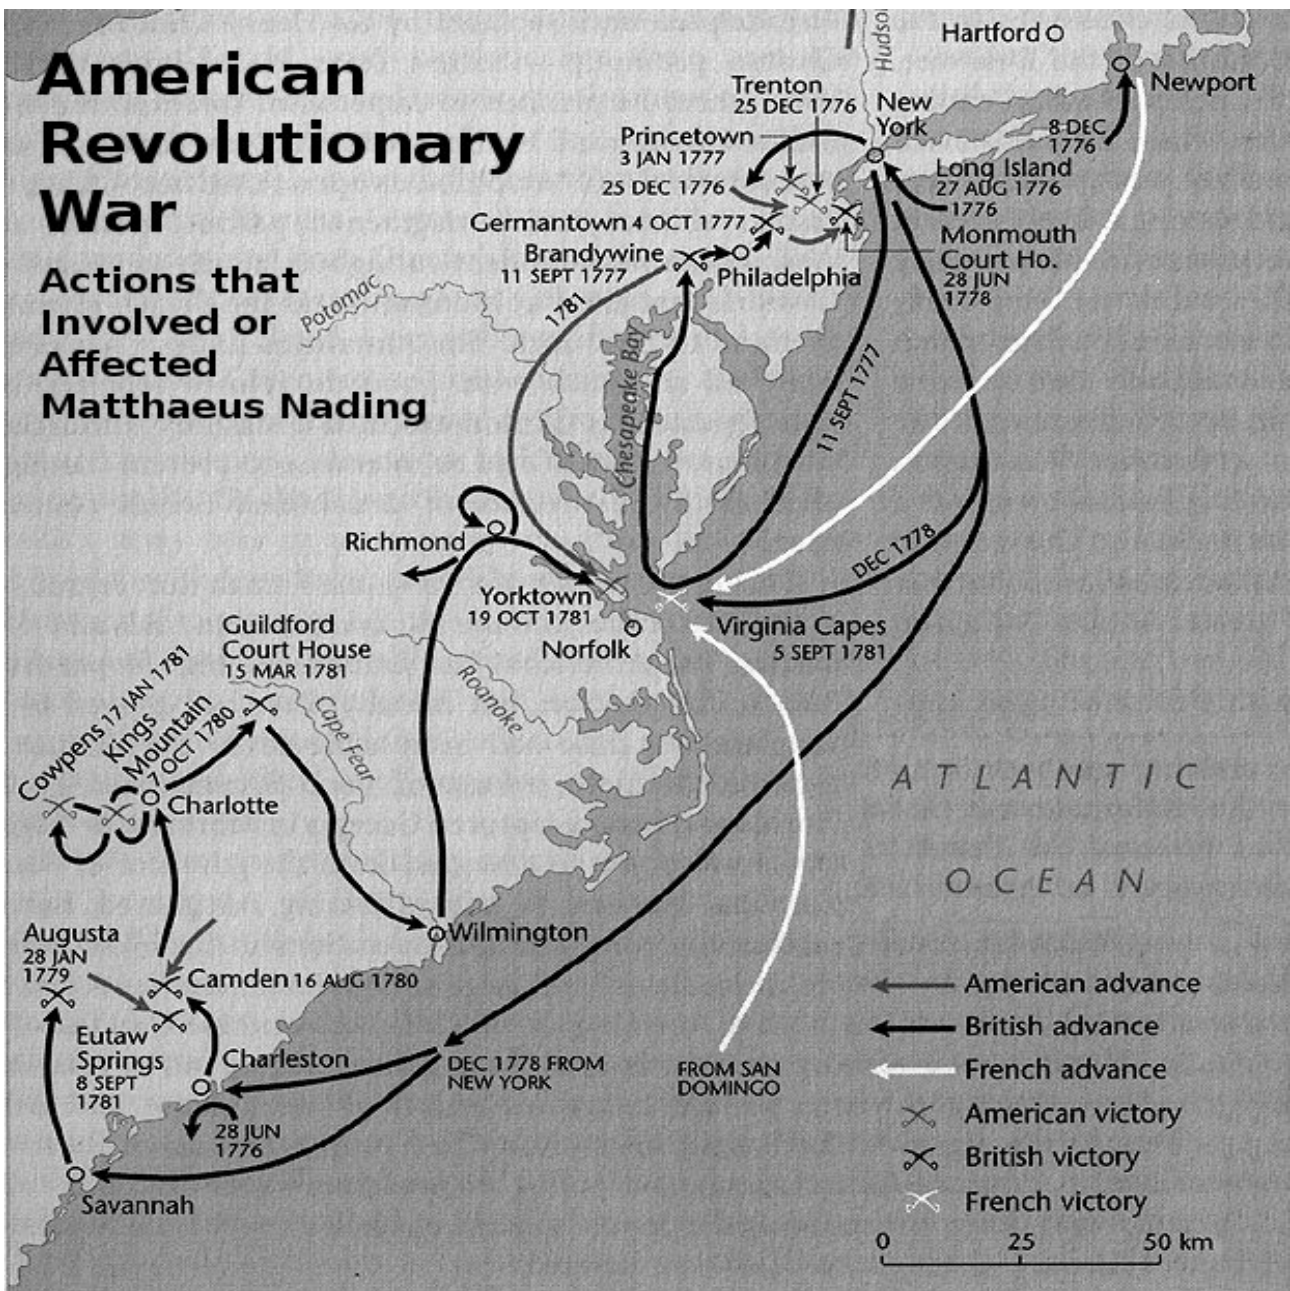 American
Revolutionary
War
Actions that
Involved or
Affected
Matthaeus Nading
Hudson
Hartford
Newport
Trenton
25 DEC 1776
New
York
8 DEC
1776
Princetown
3 JAN 1777
25 DEC 1776
Long Island
27 AUG 1776
1776
Germantown 4 OCT 1777
Monmouth
Court Ho.
28 JUN
1778
Brandywine
11 SEPT 1777
Philadelphia
Potomac
1781
Chesapeake Bay
11 SEPT 1777
Richmond
DEC 1778
Yorktown
19 OCT 1781
Norfolk
Virginia Capes
5 SEPT 1781
Guildford
Court House
15 MAR 1781
Roanoke
Cape Fear
Cowpens 17 JAN 1781
Kings
Mountain
7 OCT 1780
Charlotte
ATLANTIC
OCEAN
Wilmington
Augusta
28 JAN
1779
Camden 16 AUG 1780
Eutaw
Springs
8 SEPT
1781
Charleston
28 JUN
1776
DEC 1778 FROM
NEW YORK
FROM SAN
DOMINGO
Savannah
American advance
British advance
French advance
American victory
British victory
French victory
0 25 50 km